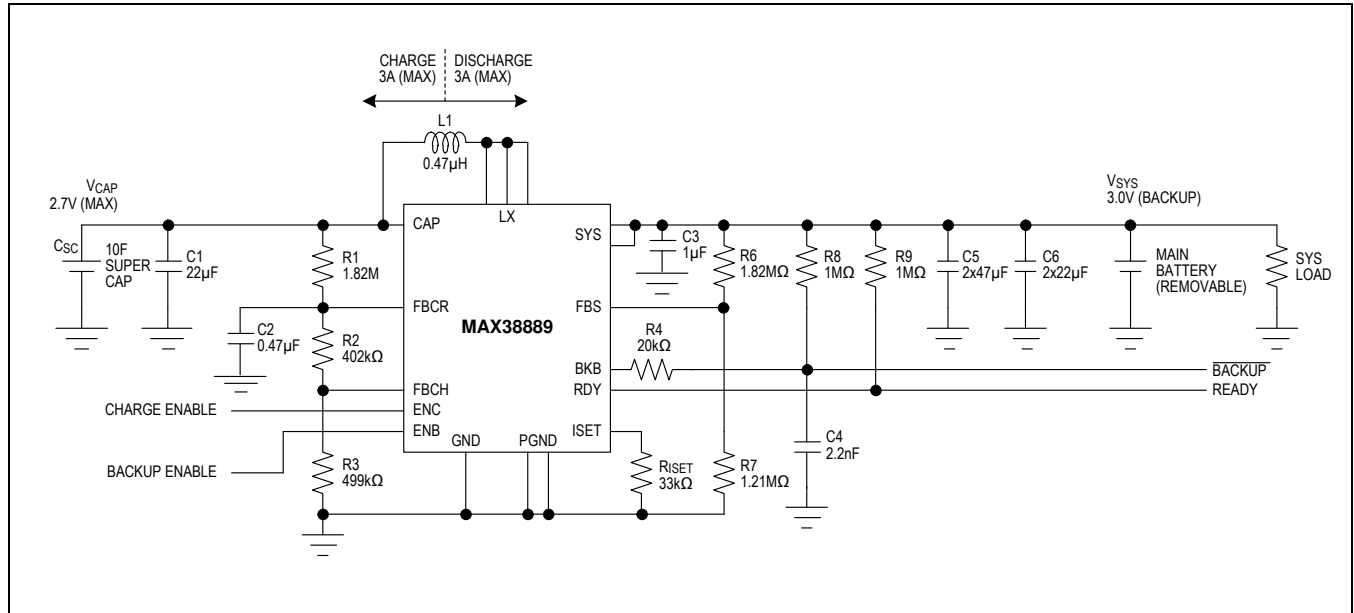 CHARGE
3A (MAX)
DISCHARGE
3A (MAX)
L1
0.47µH
VCAP
2.7V (MAX)
VSYS
3.0V (BACKUP)
CSC
10F
SUPER
CAP
C1
22µF
R1
1.82M
CAP
LX
SYS
C3
1µF
R6
1.82MΩ
R8
1MΩ
R9
1MΩ
C5
2x47µF
C6
2x22µF
MAIN
BATTERY
(REMOVABLE)
SYS
LOAD
C2
0.47µF
FBCR
MAX38889
FBS
R2
402kΩ
R4
20kΩ
BKB
BACKUP
FBCH
RDY
READY
CHARGE ENABLE
ENC
ENB
ISET
GND
PGND
BACKUP ENABLE
R3
499kΩ
RISET
33kΩ
R7
1.21MΩ
C4
2.2nF